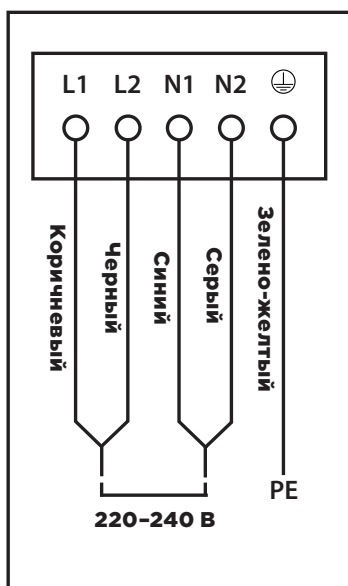 L1 L2 N1 N2
Коричневый
Черный
Синий
Серый
Зелено-желтый
PE
220–240 В